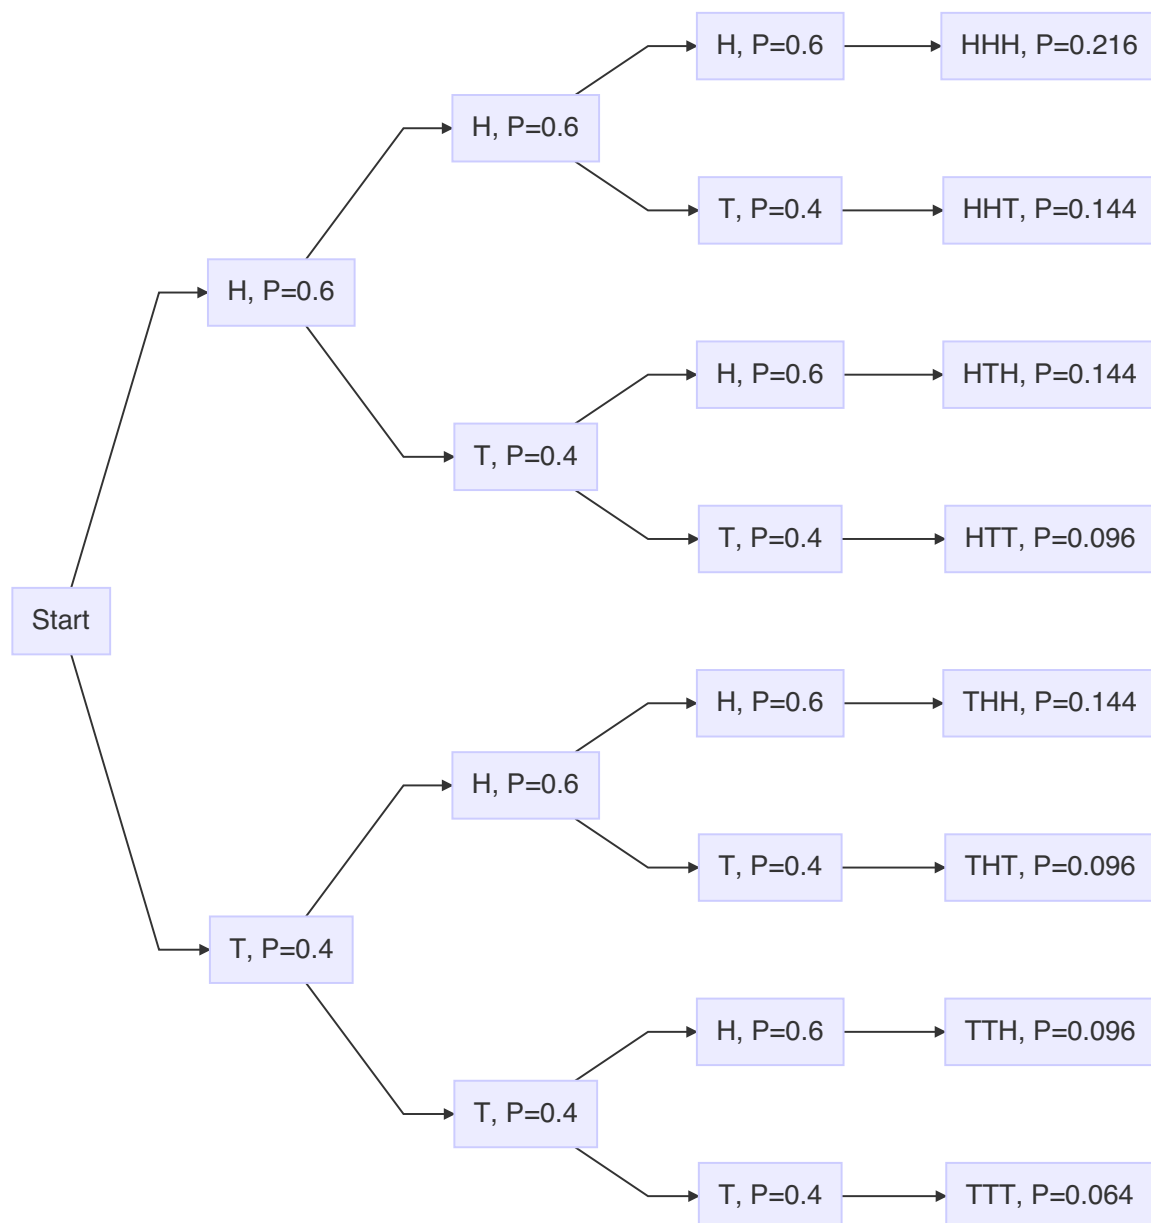 H, P=0.6
HHH, P=0.216
H, P=0.6
T, P=0.4
HHT, P=0.144
H, P=0.6
H, P=0.6
HTH, P=0.144
T, P=0.4
T, P=0.4
HTT, P=0.096
Start
H, P=0.6
THH, P=0.144
H, P=0.6
T, P=0.4
THT, P=0.096
T, P=0.4
H, P=0.6
TTH, P=0.096
T, P=0.4
T, P=0.4
TTT, P=0.064